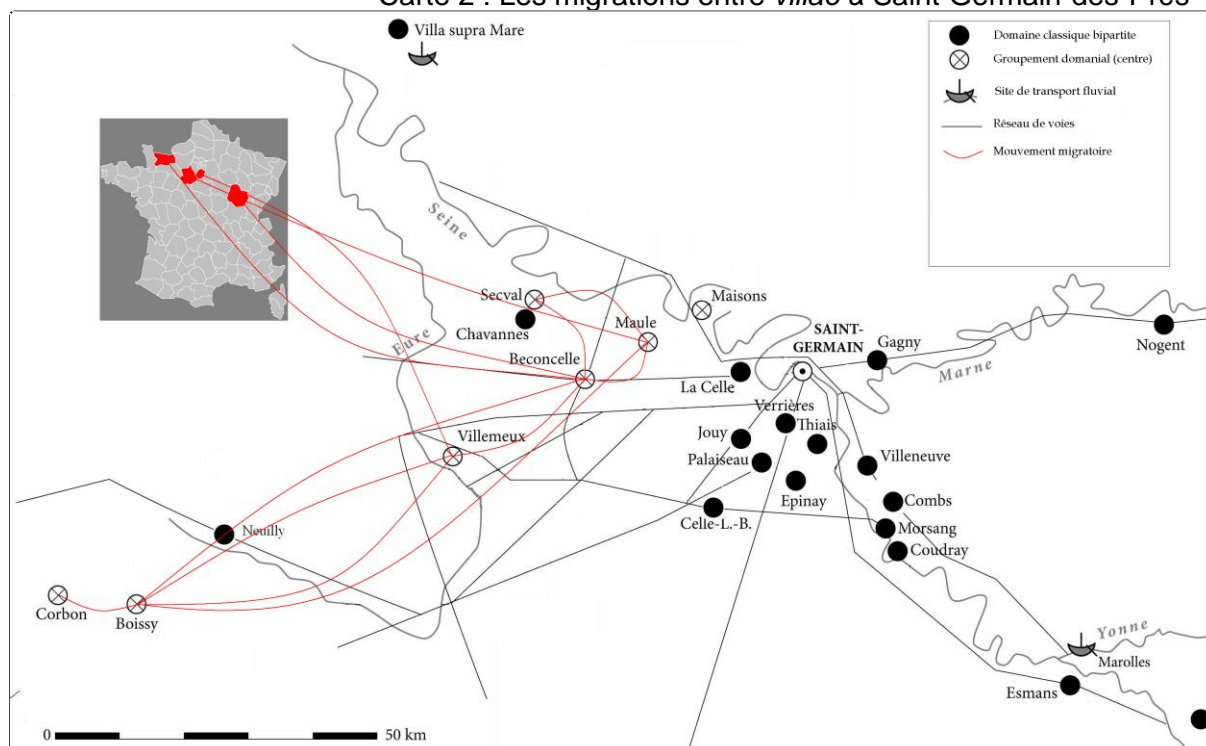 Carte 2 : Les migrations entre villae à Saint-Germain-des-Prés
Villa supra Mare
Domaine classique bipartite
Groupement domanial (centre)
Site de transport fluvial
Réseau de voies
Mouvement migratoire
Seine
Secval
Chavannes
Maisons
Maule
Eure
Beconcelle
SAINT-
GERMAIN
Gagny
Nogent
Marne
La Celle
Verrières
Thiais
Jouy
Palaiseau
Villemeux
Villeneuve
Epinay
Combs
Celle-L.-B.
Morsang
Neuilly
Coudray
Corbon
Boissy
Yonne
Marolles
Esmans
0
50 km